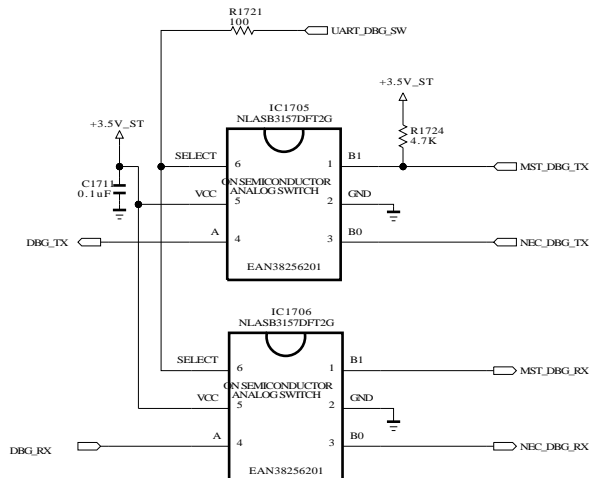 R1721
100
UART_DBG_SW
+3.5V_ST
IC1705
NLASB3157DFT2G
+3.5V_ST
R1724
4.7K
SELECT
6
1
B1
MST_DBG_TX
C1711
0.1uF
ON SEMICONDUCTOR
ANALOG SWITCH
VCC
5
2
GND
DBG_TX
A
4
3
B0
NEC_DBG_TX
EAN38256201
IC1706
NLASB3157DFT2G
SELECT
6
1
B1
MST_DBG_RX
ON SEMICONDUCTOR
ANALOG SWITCH
VCC
5
2
GND
DBG_RX
A
4
3
B0
NEC_DBG_RX
EAN38256201